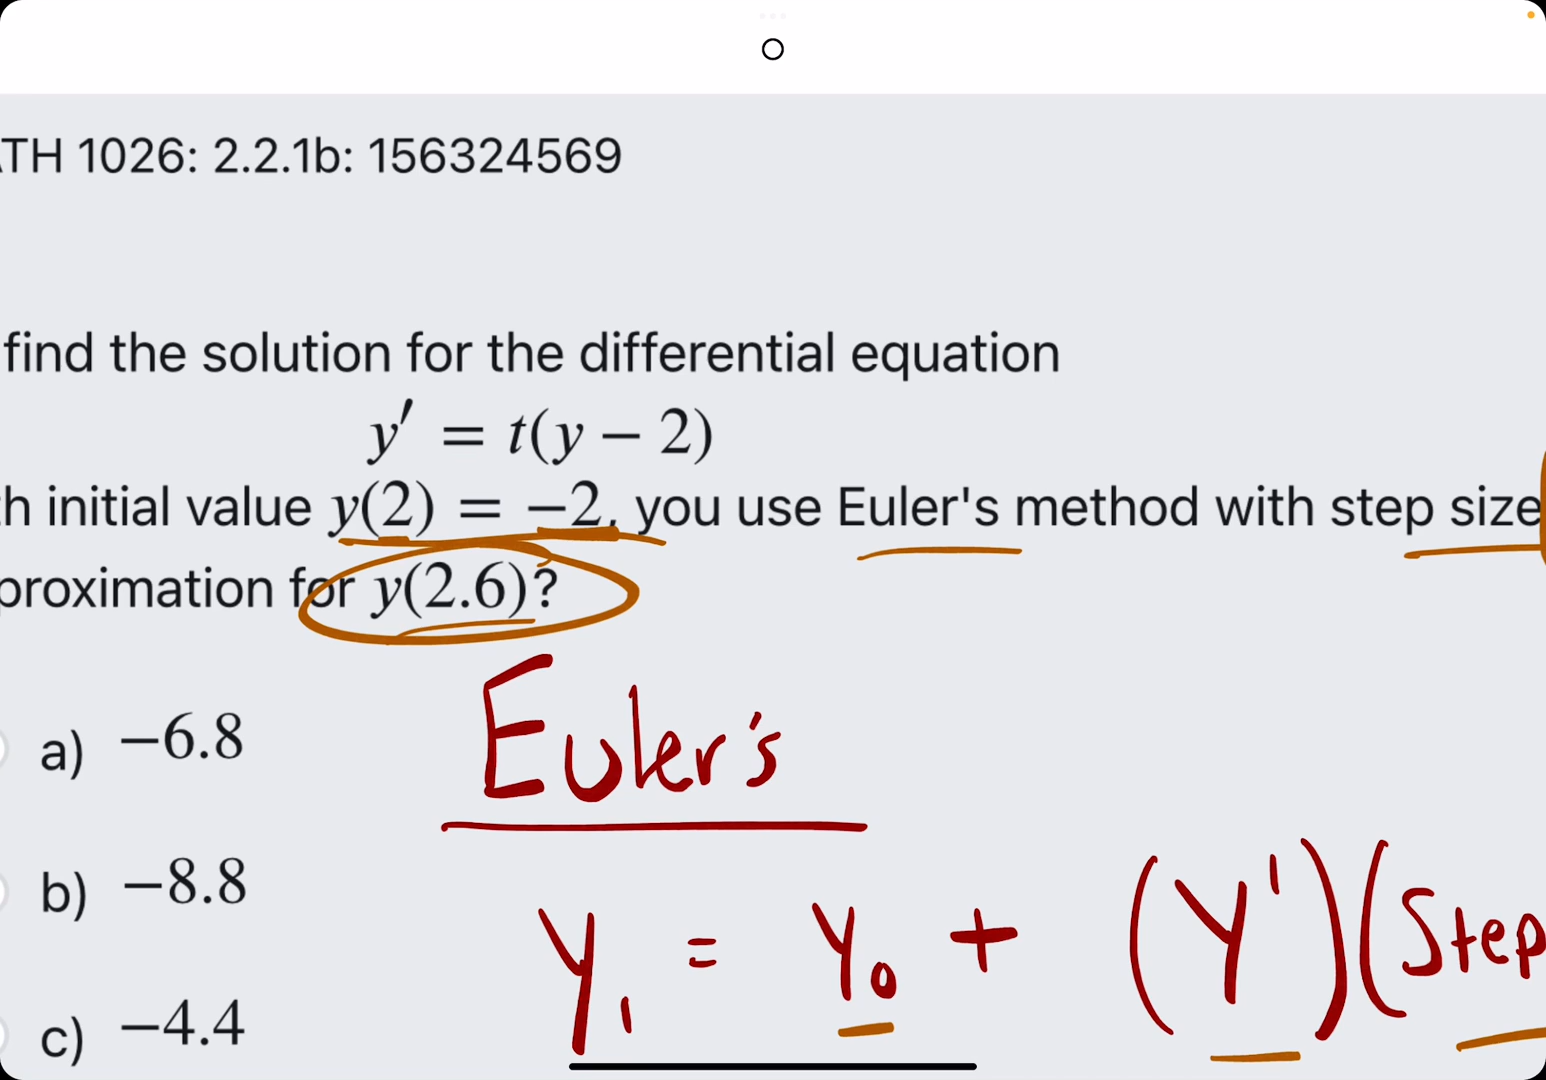 TH 1026: 2.2.1b: 156324569
find the solution for the differential equation
y′ = t(y − 2)
h initial value y(2) = −2, you use Euler's method with step size
proximation for y(2.6)?
a) −6.8
Euler's
b) −8.8
y₁ = y₀ + (y')(Step
c) −4.4